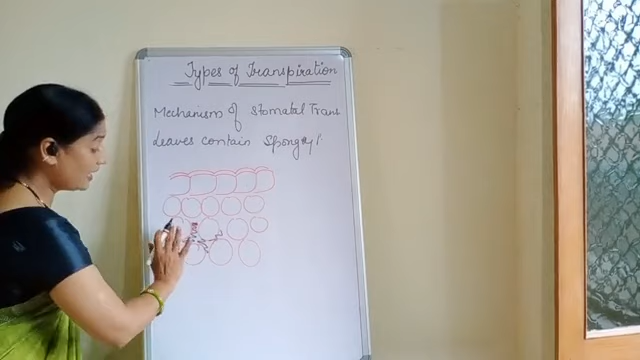 Types of Transpiration
Mechanism of Stomatal Trans
Leaves contain Spongy